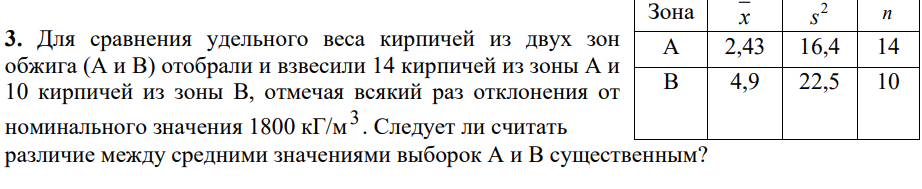 3. Для сравнения удельного веса кирпичей из двух зон
обжига (А и В) отобрали и взвесили 14 кирпичей из зоны А и
10 кирпичей из зоны В, отмечая всякий раз отклонения от
номинального значения 1800 кГ/м³. Следует ли считать
различие между средними значениями выборок А и В существенным?
Зона x̅ s² n
А 2,43 16,4 14
В 4,9 22,5 10